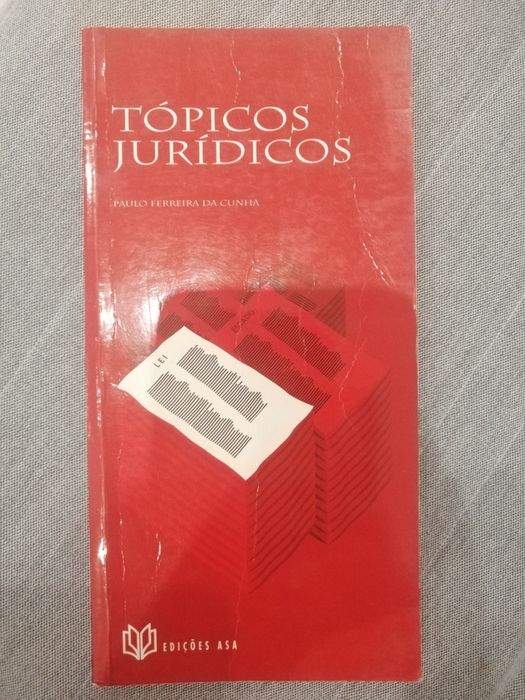 TÓPICOS
JURÍDICOS
PAULO FERREIRA DA CUNHA
LEI
EDIÇÕES ASA